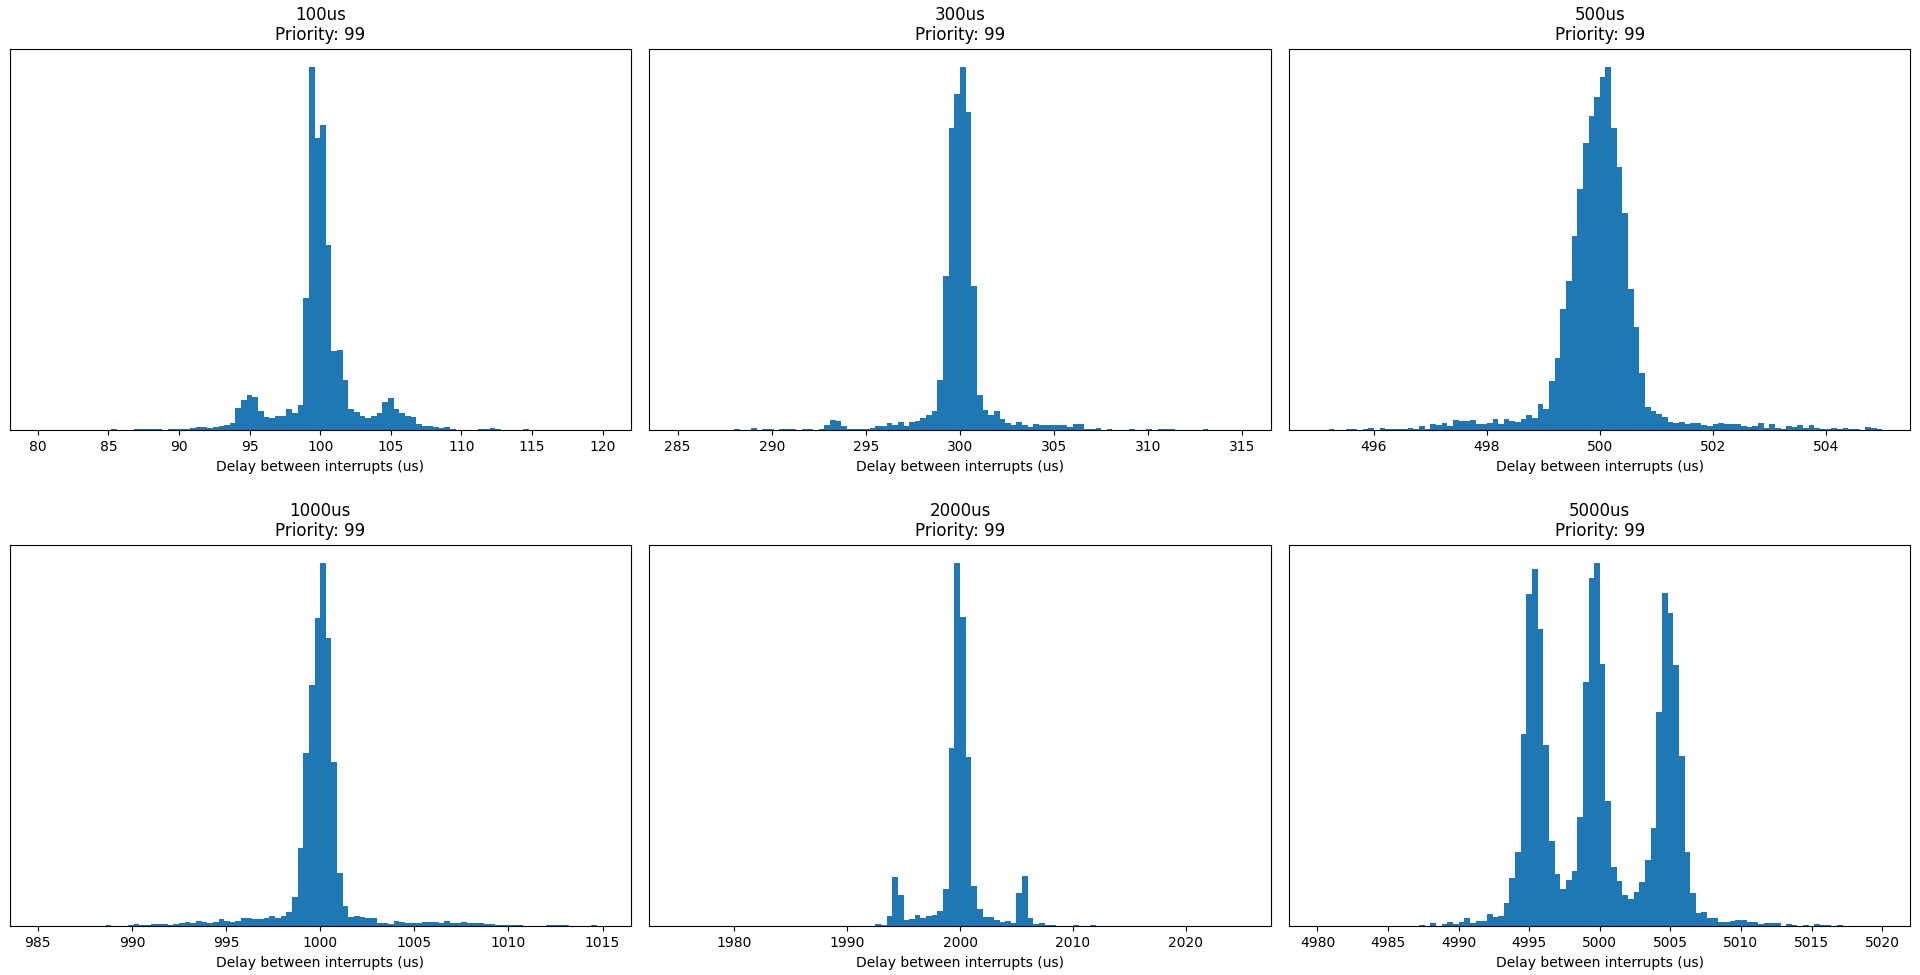 100us
Priority: 99
80 85 90 95 100 105 110 115 120
Delay between interrupts (us)
300us
Priority: 99
285 290 295 300 305 310 315
Delay between interrupts (us)
500us
Priority: 99
496 498 500 502 504
Delay between interrupts (us)
1000us
Priority: 99
985 990 995 1000 1005 1010 1015
Delay between interrupts (us)
2000us
Priority: 99
1980 1990 2000 2010 2020
Delay between interrupts (us)
5000us
Priority: 99
4980 4985 4990 4995 5000 5005 5010 5015 5020
Delay between interrupts (us)